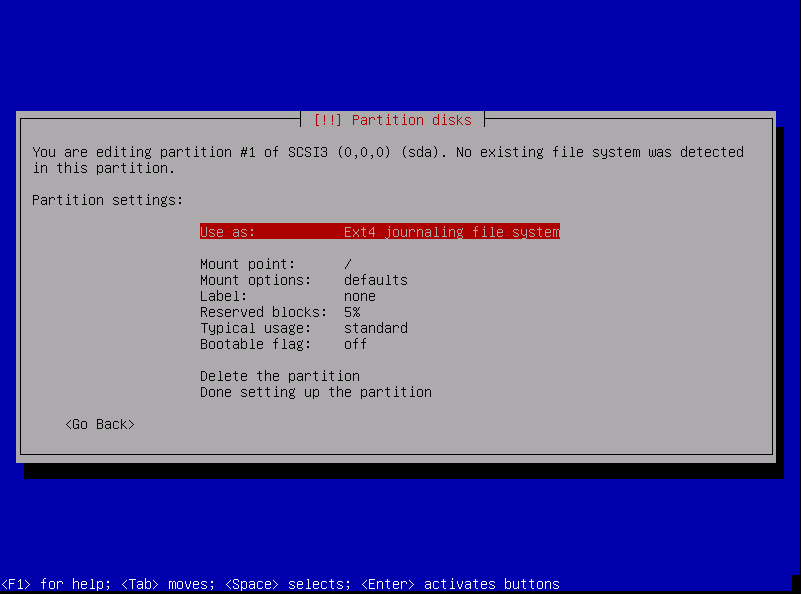 [!!] Partition disks
You are editing partition #1 of SCSI3 (0,0,0) (sda). No existing file system was detected
in this partition.
Partition settings:
Use as: Ext4 journaling file system
Mount point: /
Mount options: defaults
Label: none
Reserved blocks: 5%
Typical usage: standard
Bootable flag: off
Delete the partition
Done setting up the partition
<Go Back>
<F1> for help; <Tab> moves; <Space> selects; <Enter> activates buttons